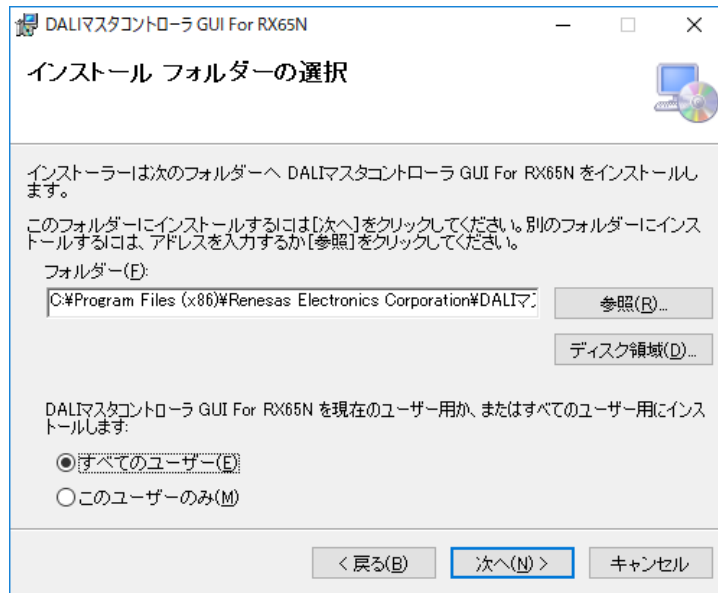 DALIマスタコントローラ GUI For RX65N
インストール フォルダーの選択
インストーラーは次のフォルダーへ DALIマスタコントローラ GUI For RX65N をインストールし
ます。
このフォルダーにインストールするには[次へ]をクリックしてください。別のフォルダーにインス
トールするには、アドレスを入力するか[参照]をクリックしてください。
フォルダー(F):
C:¥Program Files (x86)¥Renesas Electronics Corporation¥DALIマ
参照(R)...
ディスク領域(D)...
DALIマスタコントローラ GUI For RX65N を現在のユーザー用か、またはすべてのユーザー用にインス
トールします:
すべてのユーザー(E)
このユーザーのみ(M)
< 戻る(B)
次へ(N) >
キャンセル